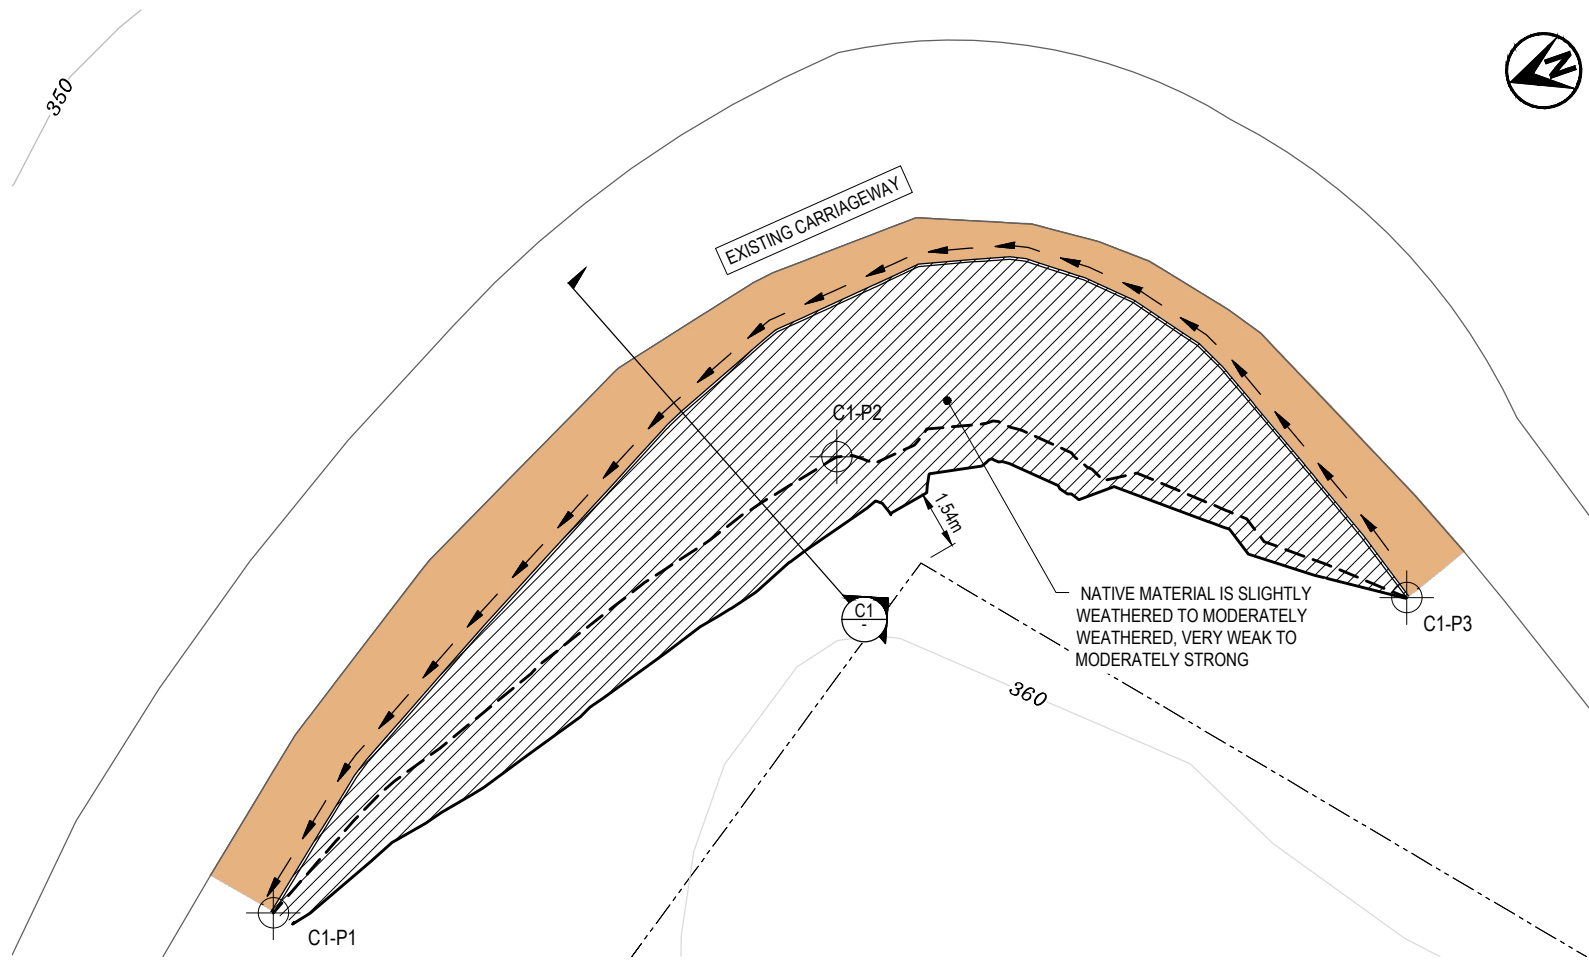 350
N
EXISTING CARRIAGEWAY
C1-P2
1.54m
C1
-
NATIVE MATERIAL IS SLIGHTLY
WEATHERED TO MODERATELY
WEATHERED, VERY WEAK TO
MODERATELY STRONG
C1-P3
360
C1-P1